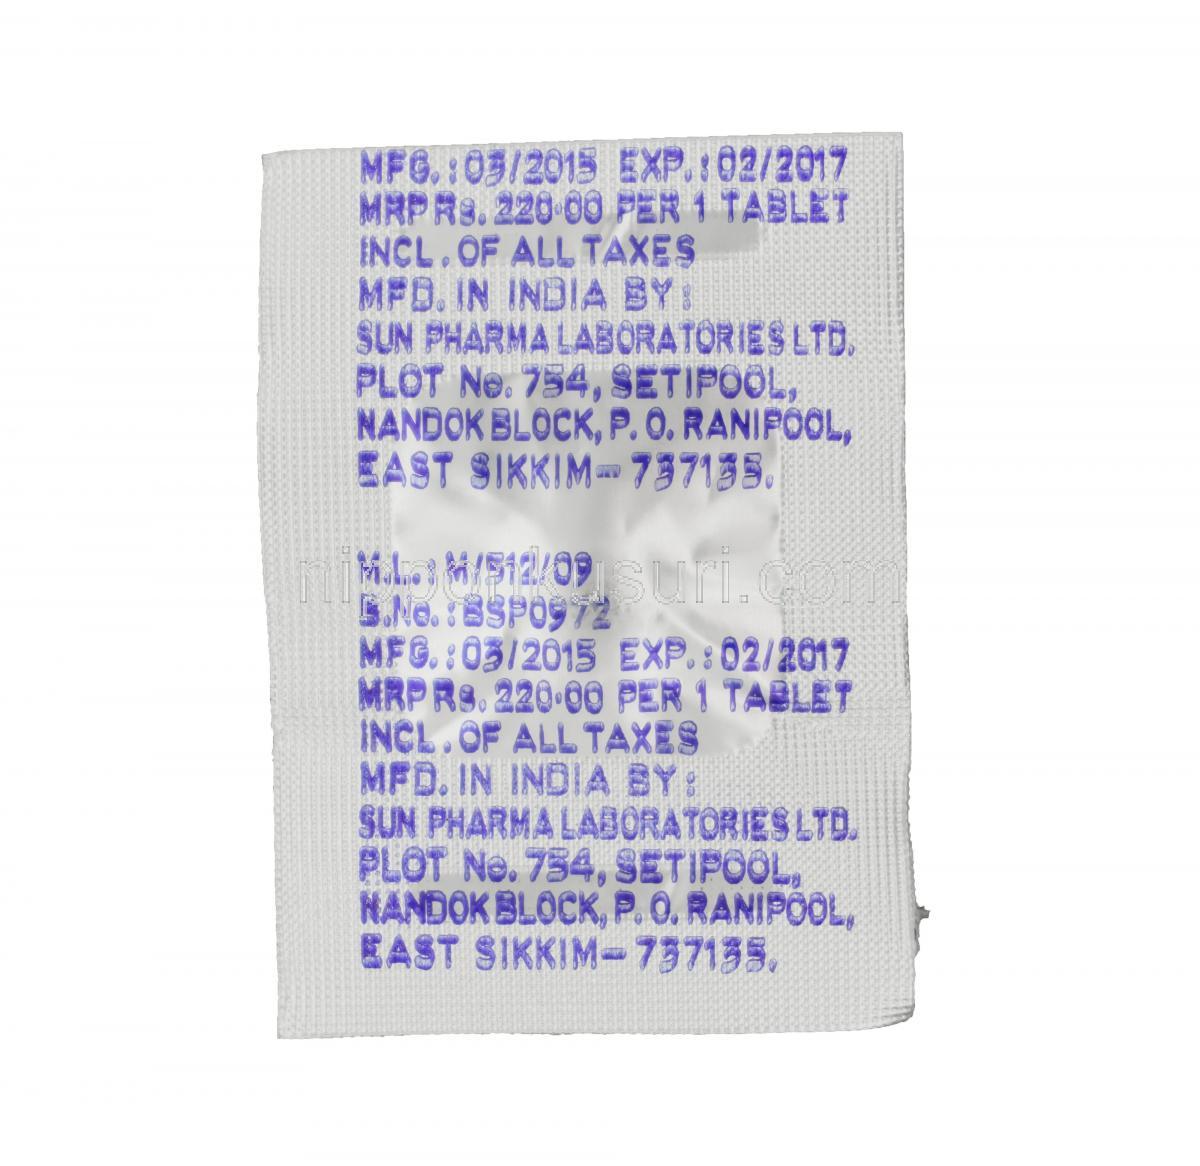 MFG.:03/2015 EXP.:02/2017
MRP Rs. 220.00 PER 1 TABLET
INCL. OF ALL TAXES
MFD. IN INDIA BY:
SUN PHARMA LABORATORIES LTD.
PLOT No. 754, SETIPOOL,
NANDOK BLOCK, P. O. RANIPOOL,
EAST SIKKIM-737135.
M.L.:M/512/09
nipponkusuri.com
B.No.:BSP0972
MFG.:03/2015 EXP.:02/2017
MRP Rs. 220.00 PER 1 TABLET
INCL. OF ALL TAXES
MFD. IN INDIA BY:
SUN PHARMA LABORATORIES LTD.
PLOT No. 754, SETIPOOL,
NANDOK BLOCK, P. O. RANIPOOL,
EAST SIKKIM-737135.